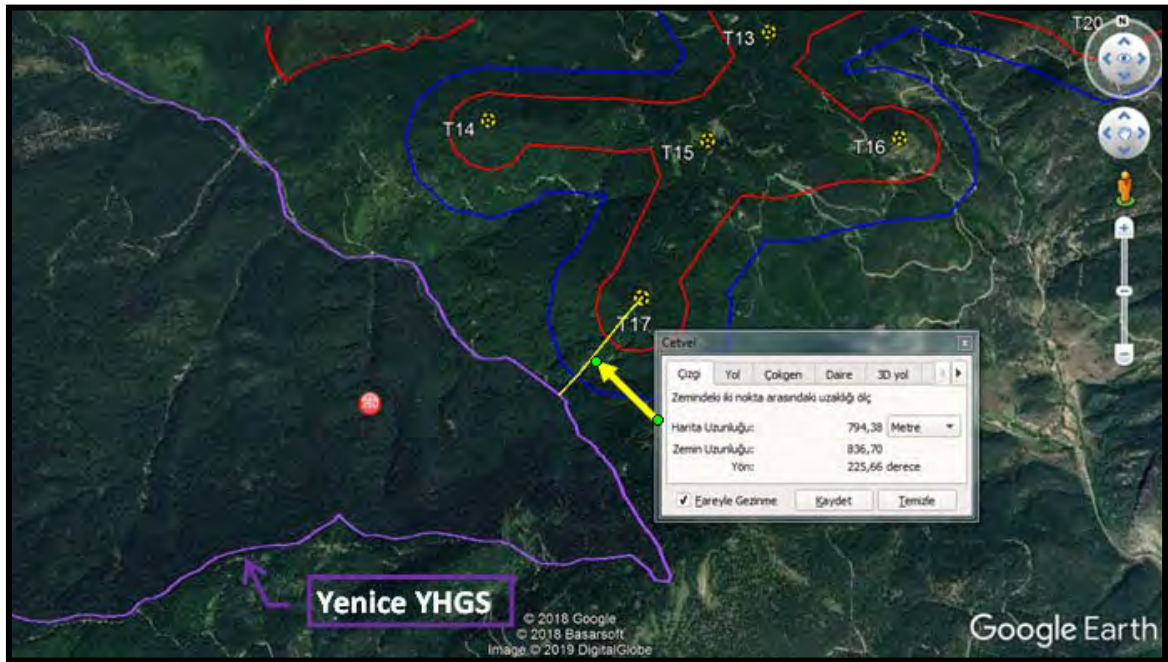 T20
N
T13
T14
T15
T16
T17
Cetvel
Çizgi Yol Çokgen Daire 3D yol
Zemindeki iki nokta arasındaki uzaklığı ölç
Harita Uzunluğu: 794,38 Metre
Zemin Uzunluğu: 836,70
Yön: 225,66 derece
Fareyle Gezinme Kaydet Temizle
Yenice YHGS
© 2018 Google
© 2018 Basarsoft
Image © 2019 DigitalGlobe
Google Earth